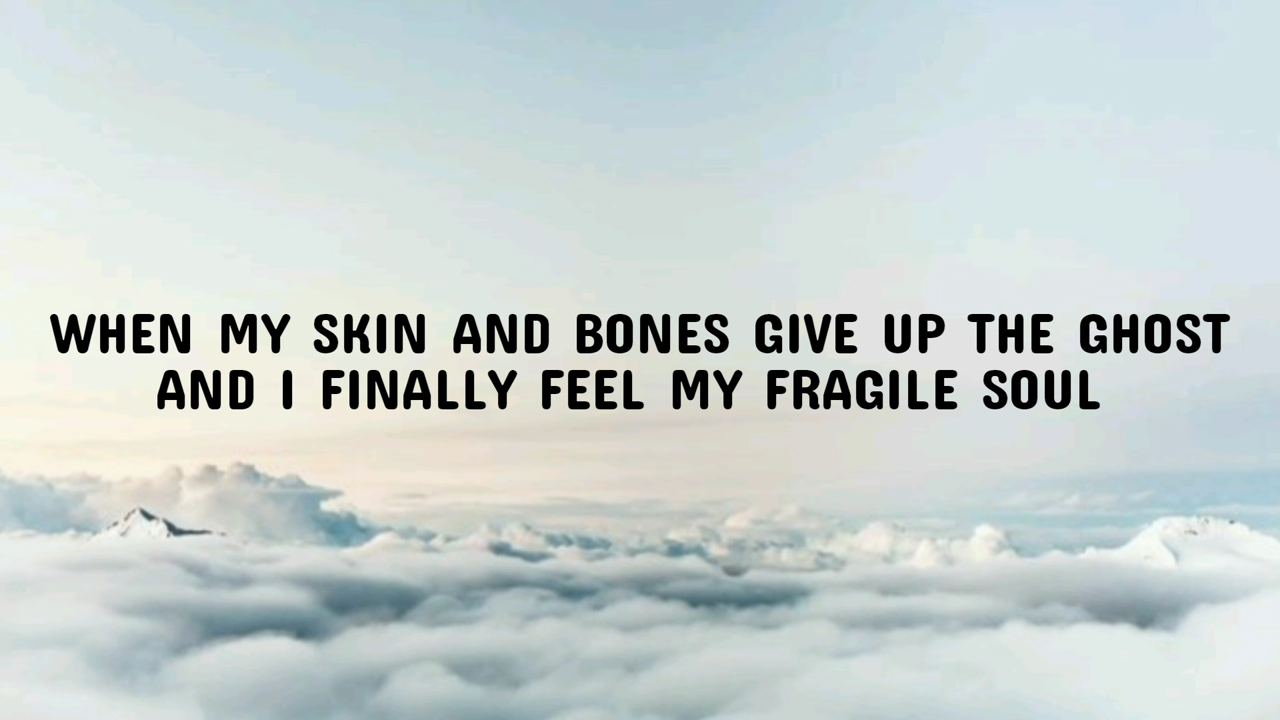 WHEN MY SKIN AND BONES GIVE UP THE GHOST
AND I FINALLY FEEL MY FRAGILE SOUL